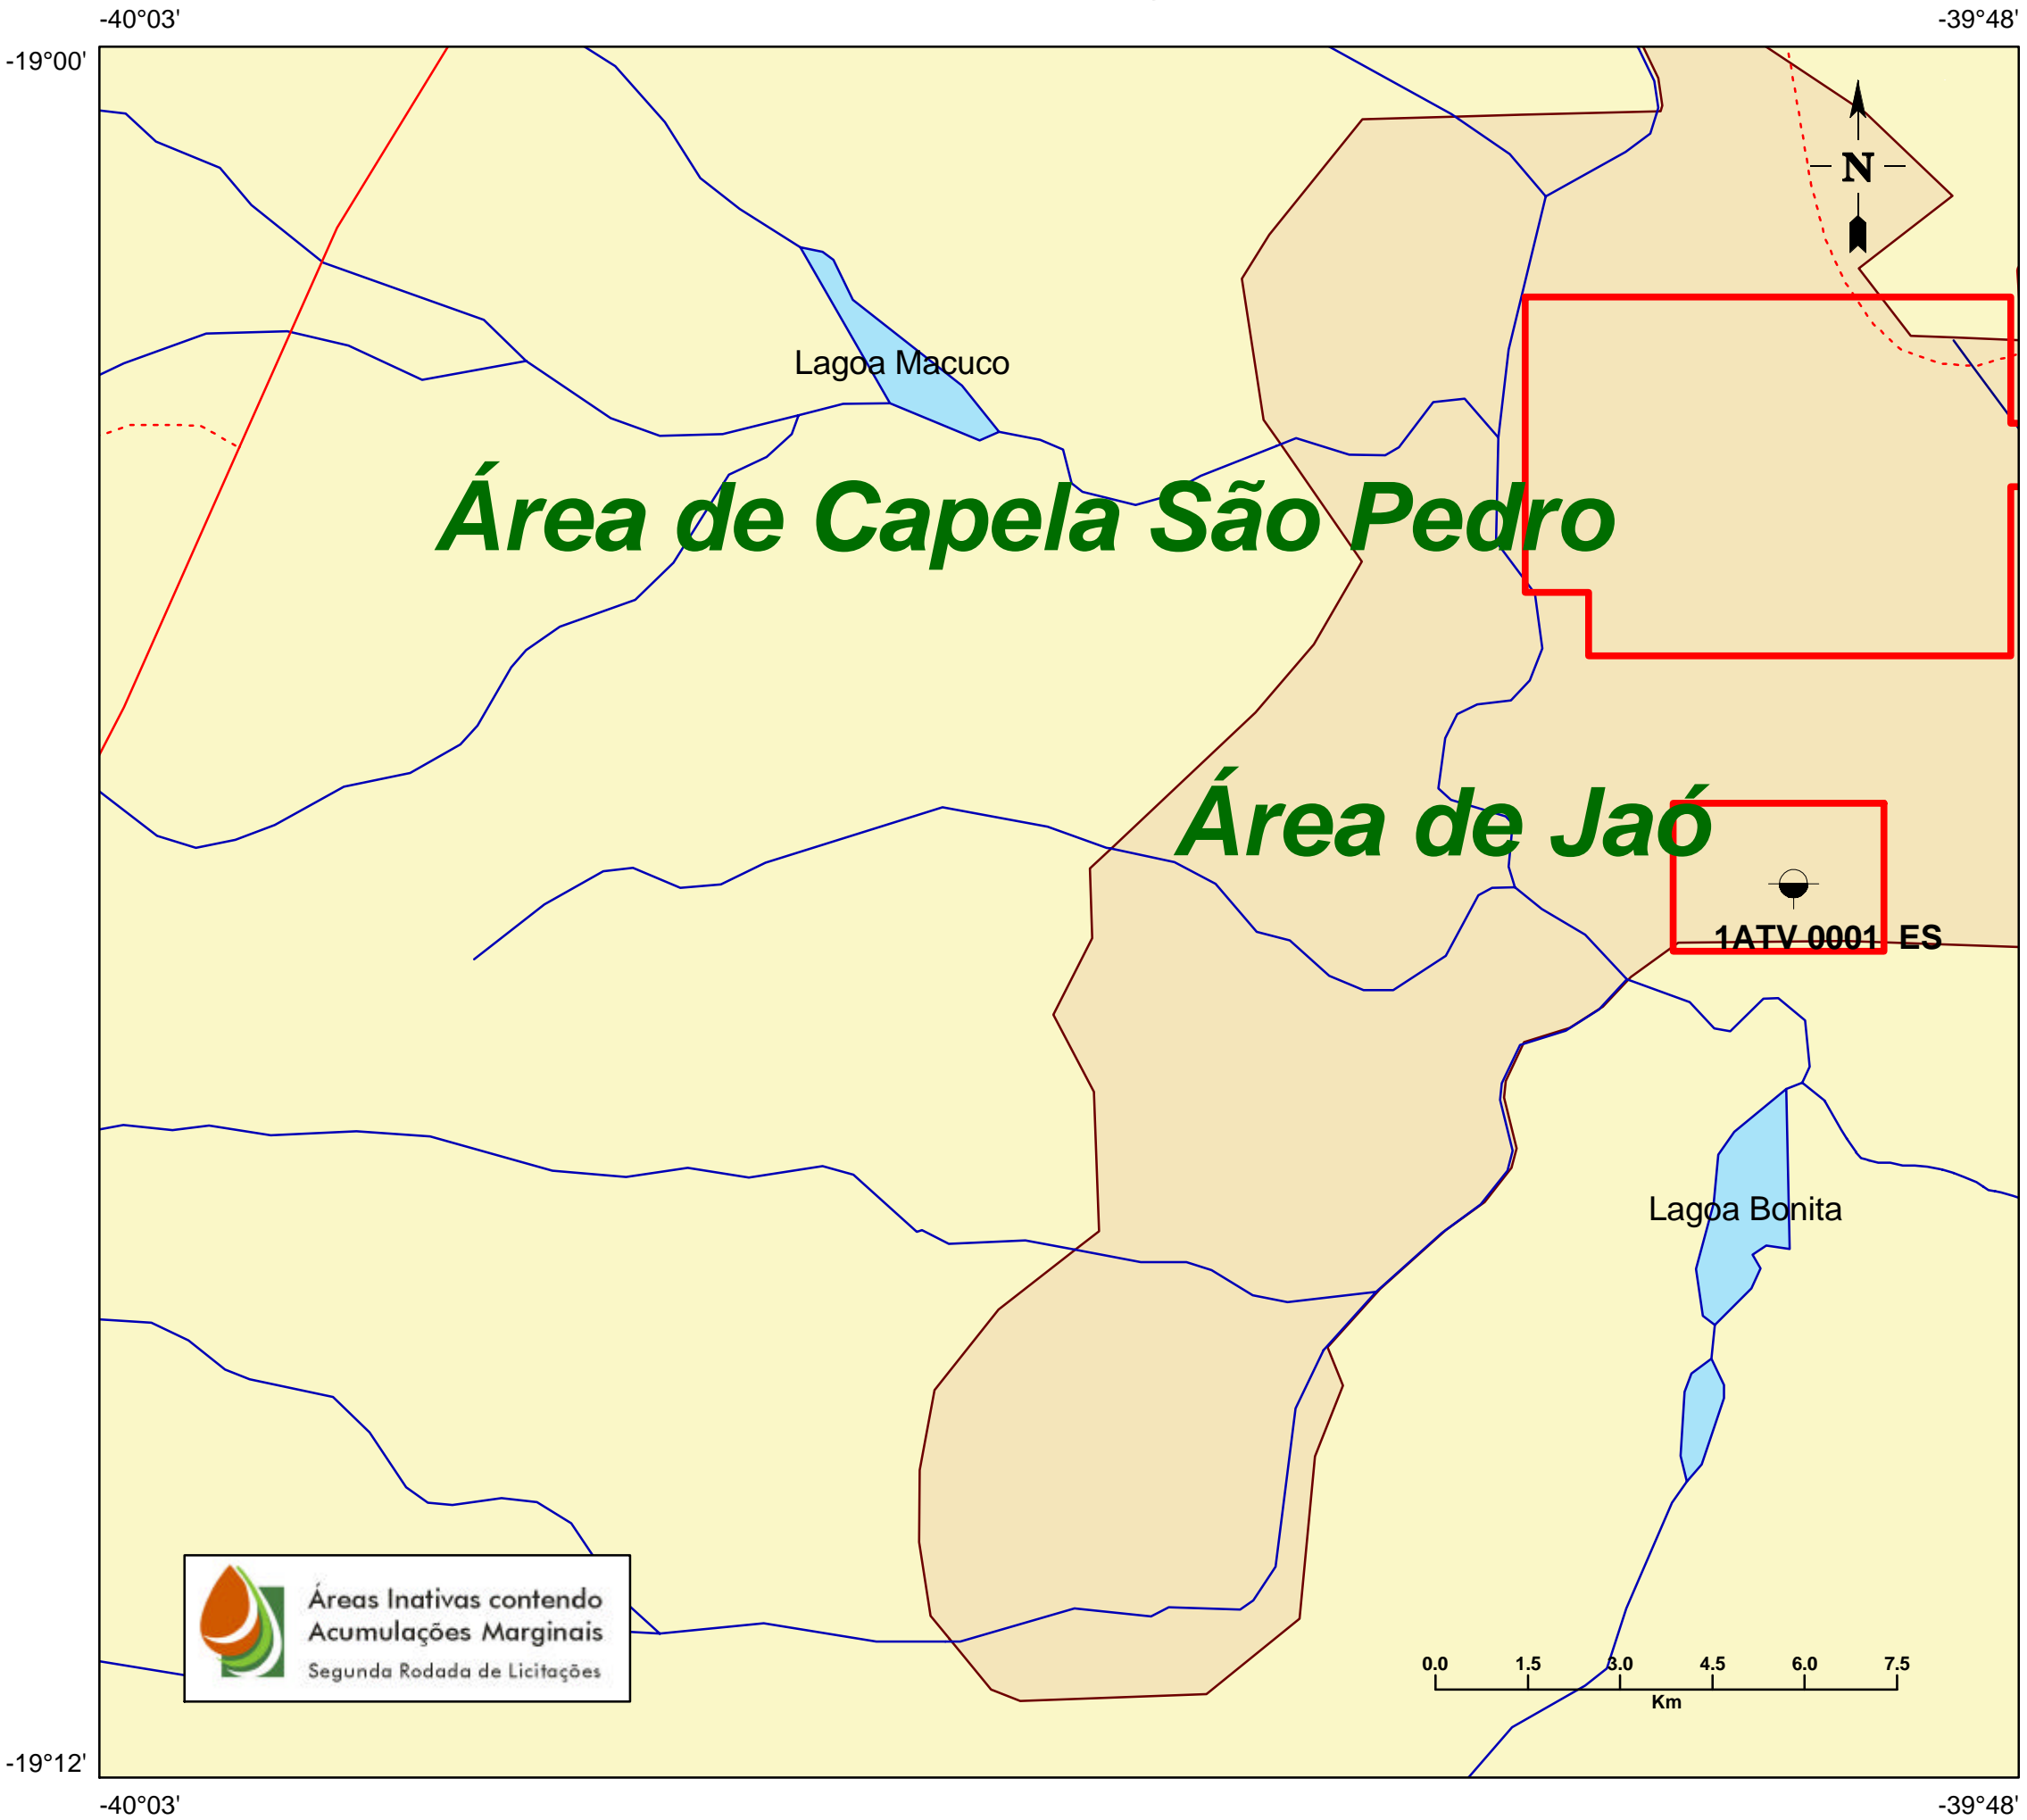 -40°03'
-39°48'
-19°00'
N
Lagoa Macuco
Área de Capela São Pedro
Área de Jaó
1ATV 0001 ES
Lagoa Bonita
Áreas Inativas contendo
Acumulações Marginais
Segunda Rodada de Licitações
0.0 1.5 3.0 4.5 6.0 7.5
Km
-19°12'
-40°03'
-39°48'